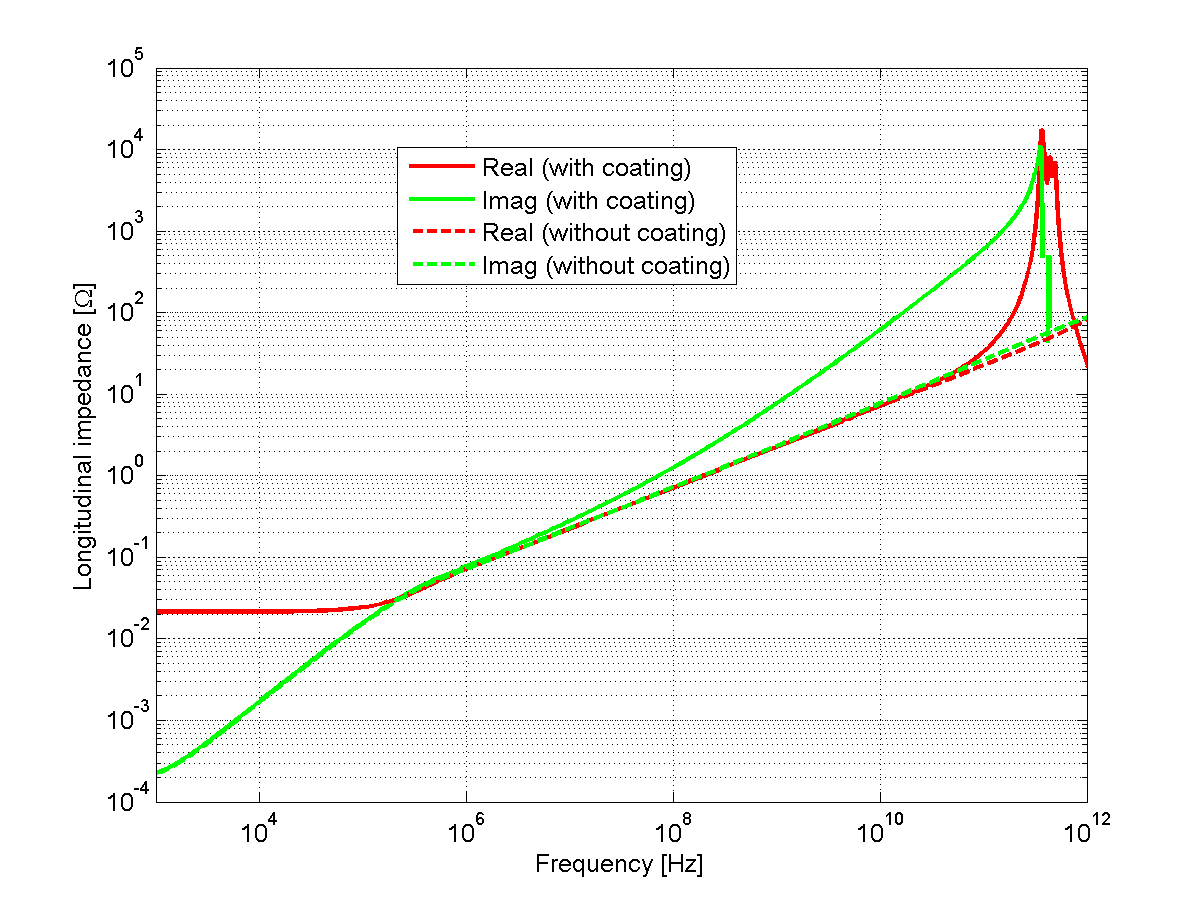 10^5
10^4
10^3
10^2
10^1
10^0
10^-1
10^-2
10^-3
10^-4
Longitudinal impedance [Ω]
Real (with coating)
Imag (with coating)
Real (without coating)
Imag (without coating)
10^4 10^6 10^8 10^10 10^12
Frequency [Hz]